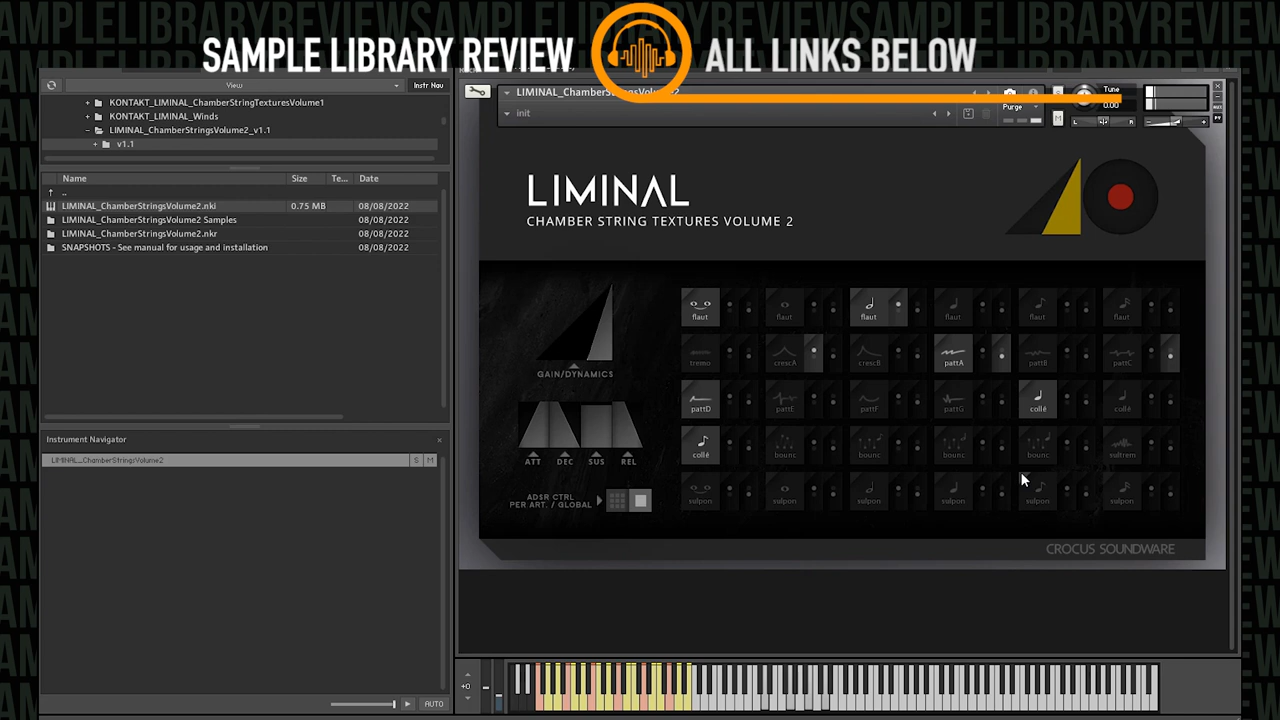 SAMPLE LIBRARY REVIEW ALL LINKS BELOW
View
Instr Nav
KONTAKT_LIMINAL_ChamberStringTexturesVolume1
KONTAKT_LIMINAL_Winds
LIMINAL_ChamberStringsVolume2_v1.1
v1.1
Name Size Te... Date
..
LIMINAL_ChamberStringsVolume2.nki 0.75 MB 08/08/2022
LIMINAL_ChamberStringsVolume2 Samples 08/08/2022
LIMINAL_ChamberStringsVolume2.nkr 08/08/2022
SNAPSHOTS - See manual for usage and installation 08/08/2022
Instrument Navigator
LIMINAL_ChamberStringsVolume2 S M
AUTO
Tune
0.00
Purge
init
S
M
L R
AUX
PV
LIMINAL
CHAMBER STRING TEXTURES VOLUME 2
GAIN/DYNAMICS
ATT DEC SUS REL
ADSR CTRL
PER ART. / GLOBAL
flaut flaut flaut flaut flaut flaut
tremo crescA crescB pattA pattB pattC
pattD pattE pattF pattG collé collé
collé bounc bounc bounc bounc vultrem
sulpon sulpon sulpon sulpon sulpon sulpon
CROCUS SOUNDWARE
+0